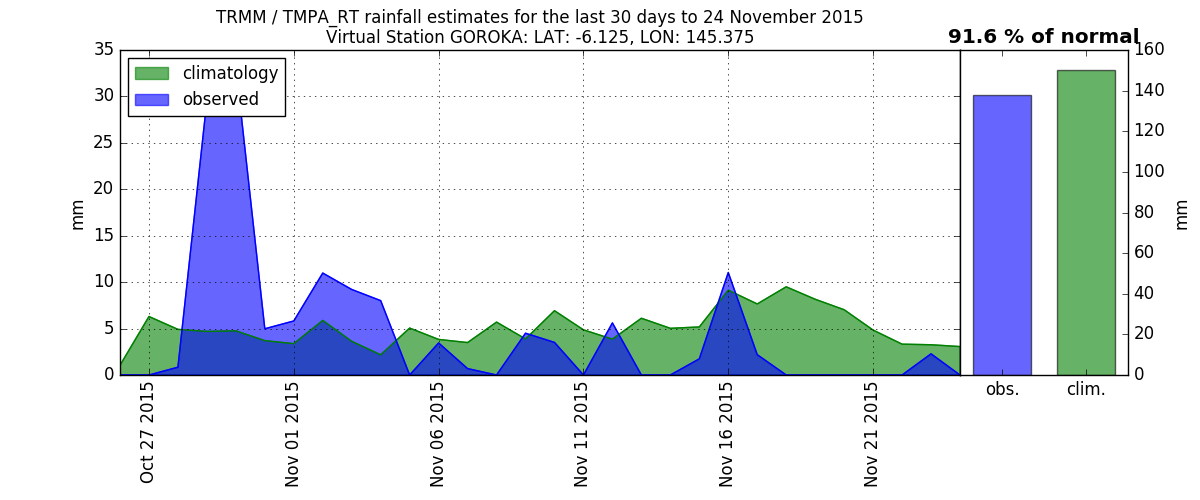 TRMM / TMPA_RT rainfall estimates for the last 30 days to 24 November 2015
Virtual Station GOROKA: LAT: -6.125, LON: 145.375
91.6 % of normal
climatology
observed
mm
35
30
25
20
15
10
5
0
Oct 27 2015
Nov 01 2015
Nov 06 2015
Nov 11 2015
Nov 16 2015
Nov 21 2015
obs.
clim.
160
140
120
100
80
60
40
20
0
mm